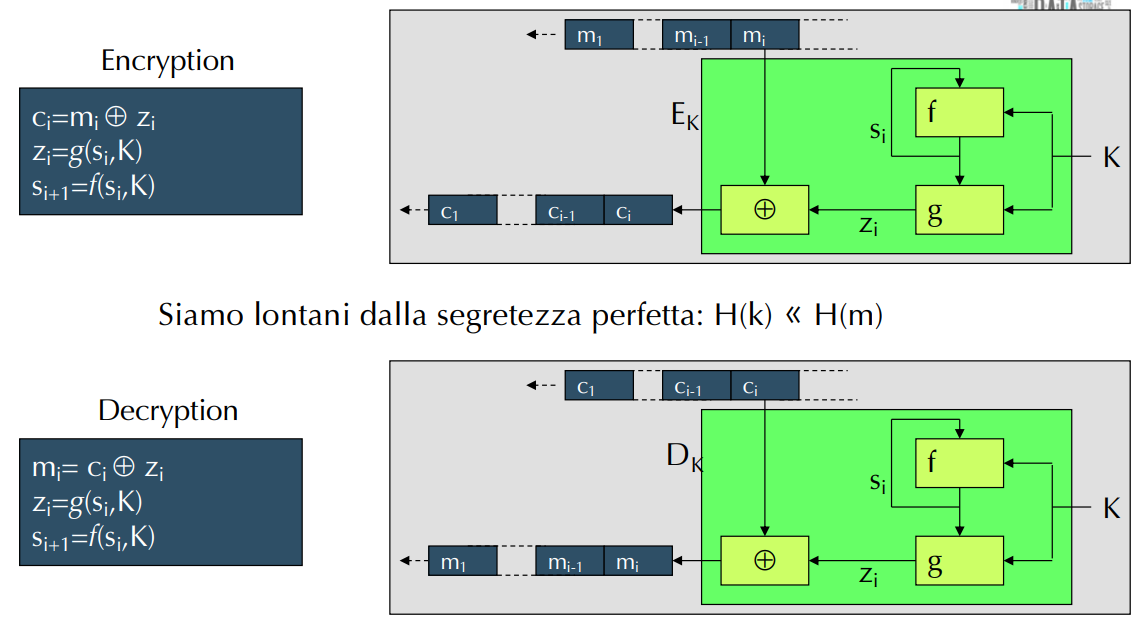 Encryption
cᵢ=mᵢ ⊕ zᵢ
zᵢ=g(sᵢ,K)
sᵢ₊₁=f(sᵢ,K)
m₁ mᵢ₋₁ mᵢ
E_K
f
sᵢ
K
c₁ cᵢ₋₁ cᵢ
⊕
zᵢ
g
Siamo lontani dalla segretezza perfetta: H(k) « H(m)
Decryption
mᵢ= cᵢ ⊕ zᵢ
zᵢ=g(sᵢ,K)
sᵢ₊₁=f(sᵢ,K)
c₁ cᵢ₋₁ cᵢ
D_K
f
sᵢ
K
m₁ mᵢ₋₁ mᵢ
⊕
zᵢ
g